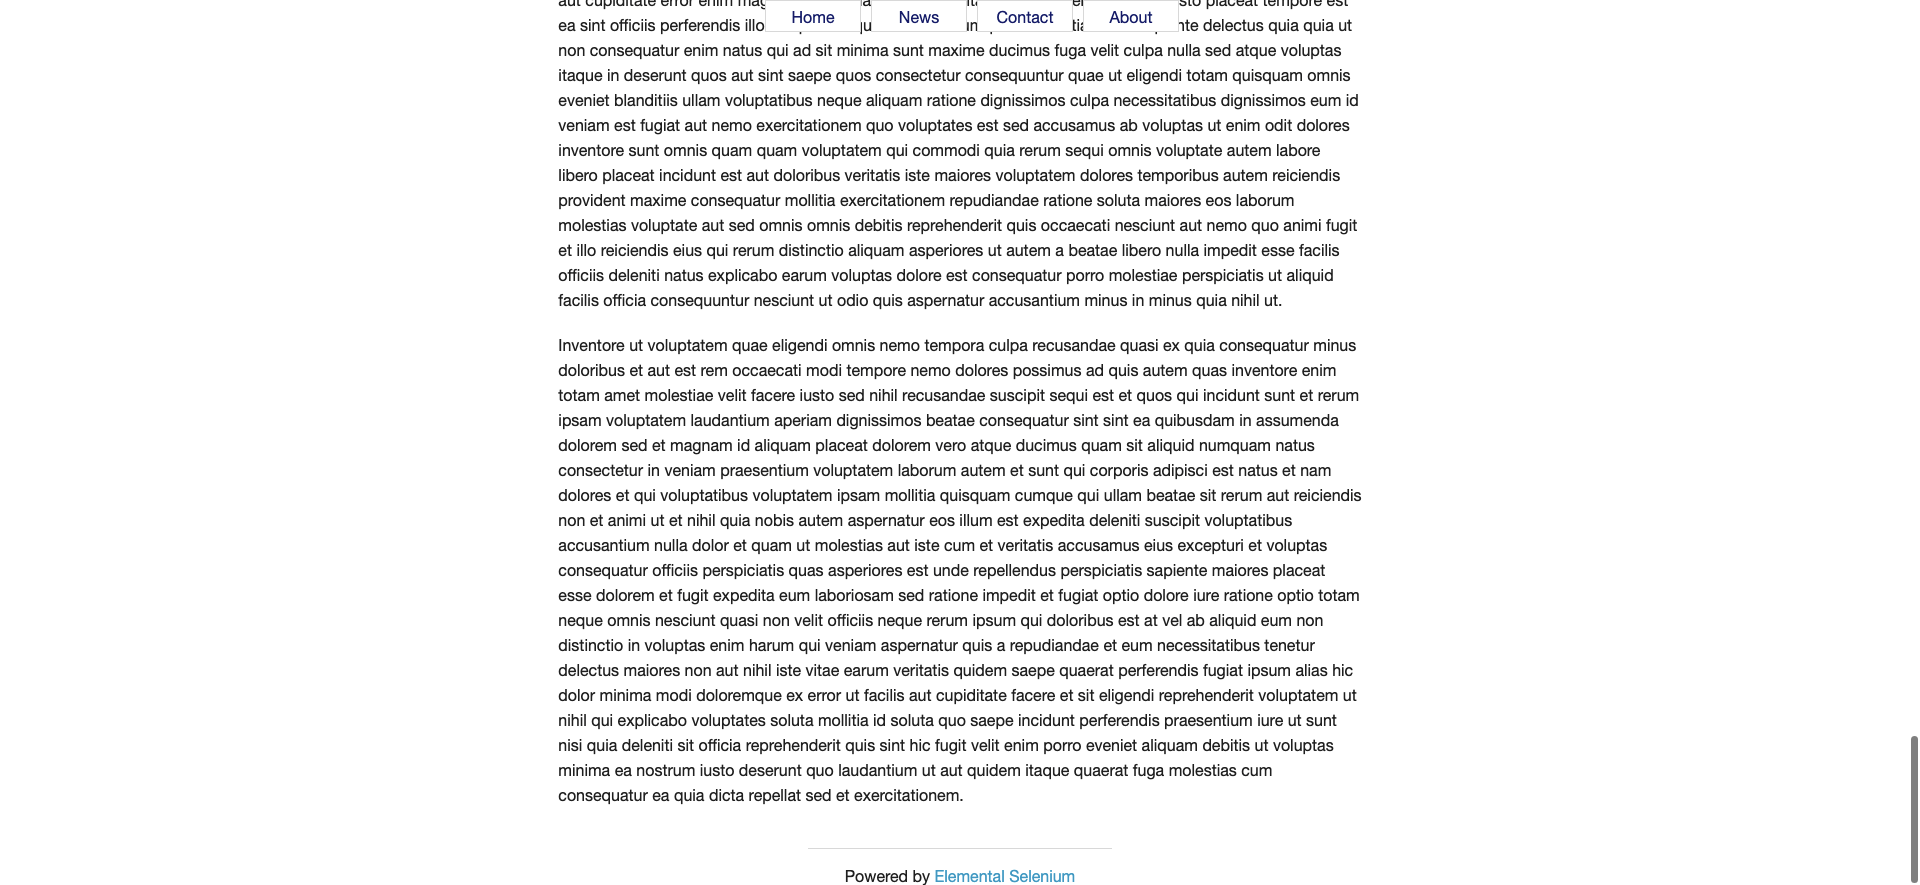 Home News Contact About
aut cupiditate error enim placeat tempore est
ea sint officiis perferendis illo delectus quia quia ut
non consequatur enim natus qui ad sit minima sunt maxime ducimus fuga velit culpa nulla sed atque voluptas
itaque in deserunt quos aut sint saepe quos consectetur consequuntur quae ut eligendi totam quisquam omnis
eveniet blanditiis ullam voluptatibus neque aliquam ratione dignissimos culpa necessitatibus dignissimos eum id
veniam est fugiat aut nemo exercitationem quo voluptates est sed accusamus ab voluptas ut enim odit dolores
inventore sunt omnis quam quam voluptatem qui commodi quia rerum sequi omnis voluptate autem labore
libero placeat incidunt est aut doloribus veritatis iste maiores voluptatem dolores temporibus autem reiciendis
provident maxime consequatur mollitia exercitationem repudiandae ratione soluta maiores eos laborum
molestias voluptate aut sed omnis omnis debitis reprehenderit quis occaecati nesciunt aut nemo quo animi fugit
et illo reiciendis eius qui rerum distinctio aliquam asperiores ut autem a beatae libero nulla impedit esse facilis
officiis deleniti natus explicabo earum voluptas dolore est consequatur porro molestiae perspiciatis ut aliquid
facilis officia consequuntur nesciunt ut odio quis aspernatur accusantium minus in minus quia nihil ut.
Inventore ut voluptatem quae eligendi omnis nemo tempora culpa recusandae quasi ex quia consequatur minus
doloribus et aut est rem occaecati modi tempore nemo dolores possimus ad quis autem quas inventore enim
totam amet molestiae velit facere iusto sed nihil recusandae suscipit sequi est et quos qui incidunt sunt et rerum
ipsam voluptatem laudantium aperiam dignissimos beatae consequatur sint sint ea quibusdam in assumenda
dolorem sed et magnam id aliquam placeat dolorem vero atque ducimus quam sit aliquid numquam natus
consectetur in veniam praesentium voluptatem laborum autem et sunt qui corporis adipisci est natus et nam
dolores et qui voluptatibus voluptatem ipsam mollitia quisquam cumque qui ullam beatae sit rerum aut reiciendis
non et animi ut et nihil quia nobis autem aspernatur eos illum est expedita deleniti suscipit voluptatibus
accusantium nulla dolor et quam ut molestias aut iste cum et veritatis accusamus eius excepturi et voluptas
consequatur officiis perspiciatis quas asperiores est unde repellendus perspiciatis sapiente maiores placeat
esse dolorem et fugit expedita eum laboriosam sed ratione impedit et fugiat optio dolore iure ratione optio totam
neque omnis nesciunt quasi non velit officiis neque rerum ipsum qui doloribus est at vel ab aliquid eum non
distinctio in voluptas enim harum qui veniam aspernatur quis a repudiandae et eum necessitatibus tenetur
delectus maiores non aut nihil iste vitae earum veritatis quidem saepe quaerat perferendis fugiat ipsum alias hic
dolor minima modi doloremque ex error ut facilis aut cupiditate facere et sit eligendi reprehenderit voluptatem ut
nihil qui explicabo voluptates soluta mollitia id soluta quo saepe incidunt perferendis praesentium iure ut sunt
nisi quia deleniti sit officia reprehenderit quis sint hic fugit velit enim porro eveniet aliquam debitis ut voluptas
minima ea nostrum iusto deserunt quo laudantium ut aut quidem itaque quaerat fuga molestias cum
consequatur ea quia dicta repellat sed et exercitationem.
Powered by Elemental Selenium